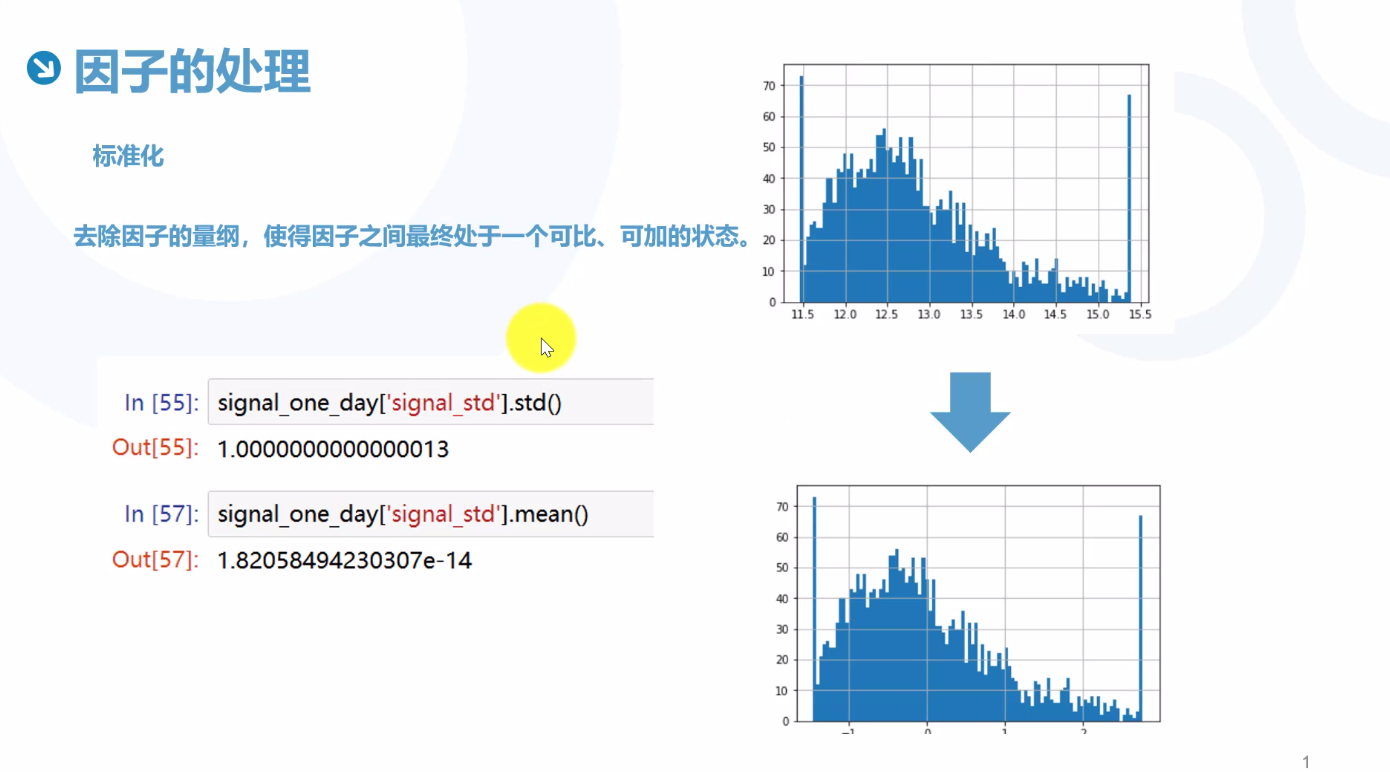 因子的处理
标准化
去除因子的量纲，使得因子之间最终处于一个可比、可加的状态。
In [55]: signal_one_day['signal_std'].std()
Out[55]: 1.0000000000000013
In [57]: signal_one_day['signal_std'].mean()
Out[57]: 1.82058494230307e-14
70
60
50
40
30
20
10
0
11.5 12.0 12.5 13.0 13.5 14.0 14.5 15.0 15.5
70
60
50
40
30
20
10
0
−1 0 1 2
1